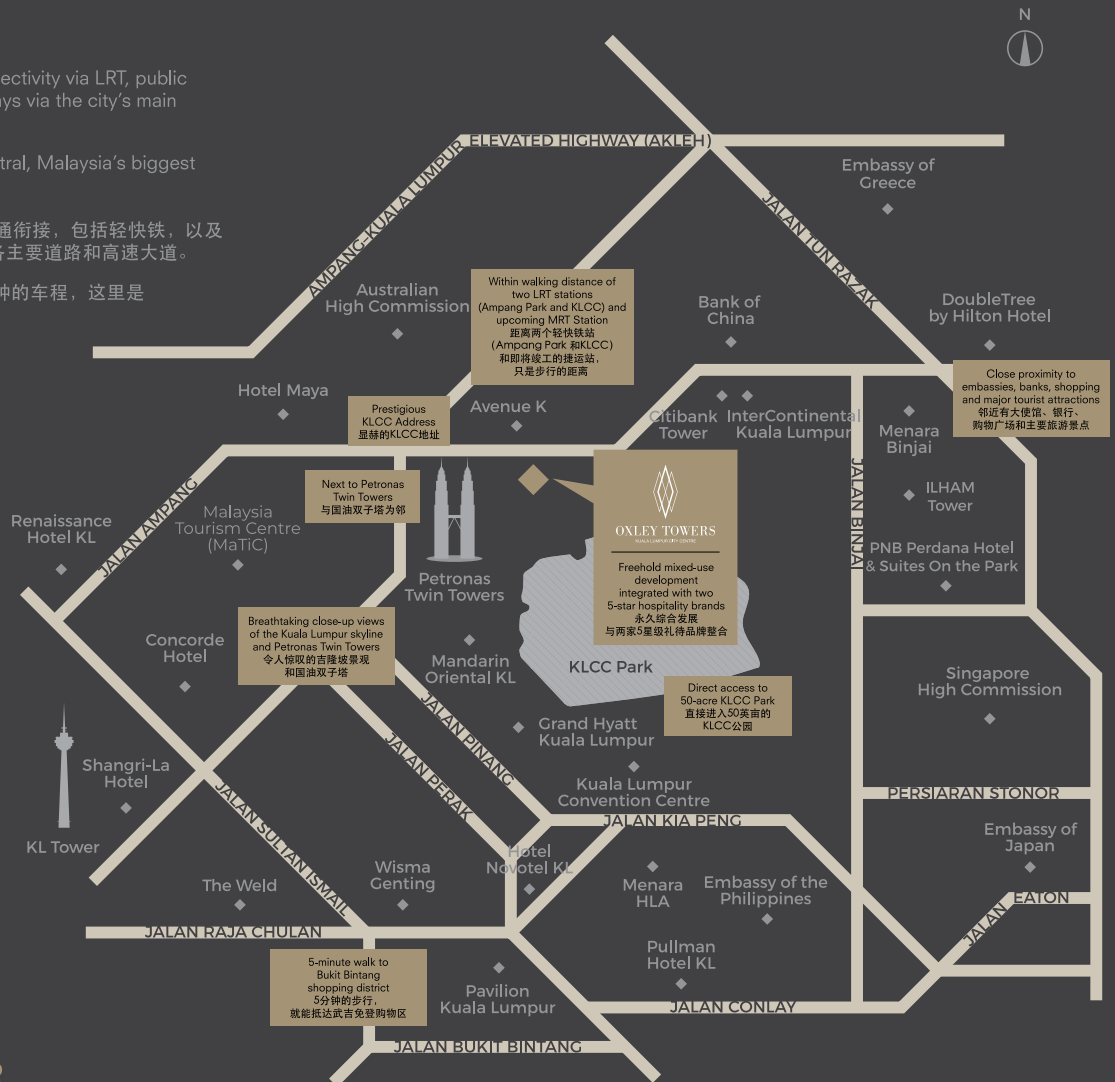 N
ectivity via LRT, public
ys via the city's main
tral, Malaysia's biggest
通衔接，包括轻快铁，以及
各主要道路和高速大道。
钟的车程，这里是
ELEVATED HIGHWAY (AKLEH)
AMPANG-KUALA LUMPUR
Embassy of
Greece
JALAN TUN RAZAK
Australian
High Commission
Within walking distance of
two LRT stations
(Ampang Park and KLCC) and
upcoming MRT Station
距离两个轻快铁站
(Ampang Park 和KLCC)
和即将竣工的捷运站，
只是步行的距离
Bank of
China
DoubleTree
by Hilton Hotel
Close proximity to
embassies, banks, shopping
and major tourist attractions
邻近有大使馆、银行、
购物广场和主要旅游景点
Hotel Maya
Prestigious
KLCC Address
显赫的KLCC地址
Avenue K
Citibank
Tower
InterContinental
Kuala Lumpur
Menara
Binjai
JALAN AMPANG
Next to Petronas
Twin Towers
与国油双子塔为邻
OXLEY TOWERS
KUALA LUMPUR CITY CENTRE
Freehold mixed-use
development
integrated with two
5-star hospitality brands
永久综合发展
与两家5星级礼待品牌整合
JALAN BINJAI
ILHAM
Tower
Renaissance
Hotel KL
Malaysia
Tourism Centre
(MaTiC)
PNB Perdana Hotel
& Suites On the Park
Petronas
Twin Towers
Concorde
Hotel
Breathtaking close-up views
of the Kuala Lumpur skyline
and Petronas Twin Towers
令人惊叹的吉隆坡景观
和国油双子塔
Mandarin
Oriental KL
KLCC Park
Direct access to
50-acre KLCC Park
直接进入50英亩的
KLCC公园
Singapore
High Commission
JALAN PINANG
Grand Hyatt
Kuala Lumpur
JALAN PERAK
Shangri-La
Hotel
Kuala Lumpur
Convention Centre
PERSIARAN STONOR
JALAN SULTAN ISMAIL
JALAN KIA PENG
KL Tower
Embassy of
Japan
Hotel
Novotel KL
Wisma
Genting
The Weld
Menara
HLA
Embassy of the
Philippines
JALAN EATON
JALAN RAJA CHULAN
Pullman
Hotel KL
5-minute walk to
Bukit Bintang
shopping district
5分钟的步行，
就能抵达武吉免登购物区
Pavilion
Kuala Lumpur
JALAN CONLAY
JALAN BUKIT BINTANG